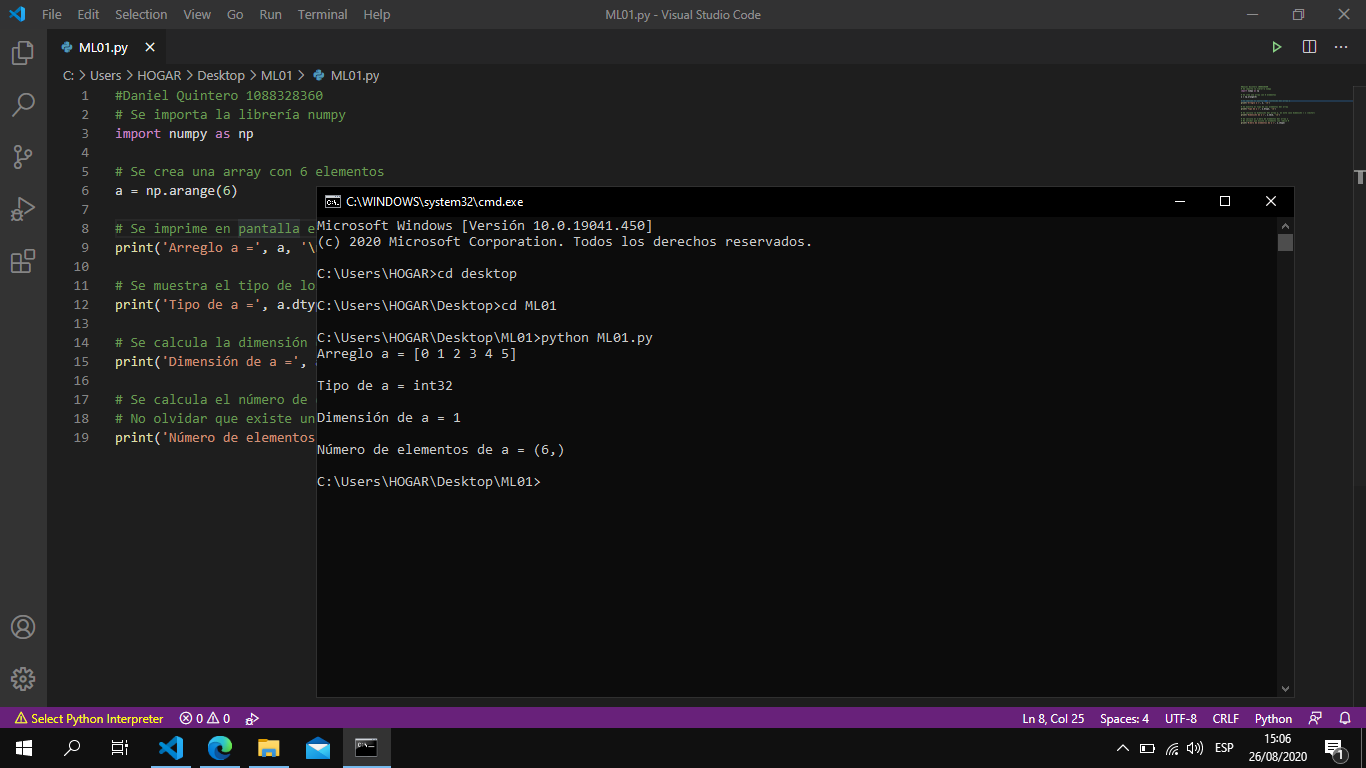 File Edit Selection View Go Run Terminal Help
ML01.py - Visual Studio Code
ML01.py
C: > Users > HOGAR > Desktop > ML01 > ML01.py
1 #Daniel Quintero 1088328360
2 # Se importa la librería numpy
3 import numpy as np
4
5 # Se crea una array con 6 elementos
6 a = np.arange(6)
7
8 # Se imprime en pantalla e
9 print('Arreglo a =', a, '\
10
11 # Se muestra el tipo de lo
12 print('Tipo de a =', a.dty
13
14 # Se calcula la dimensión
15 print('Dimensión de a =',
16
17 # Se calcula el número de
18 # No olvidar que existe un
19 print('Número de elementos
C:\WINDOWS\system32\cmd.exe
Microsoft Windows [Versión 10.0.19041.450]
(c) 2020 Microsoft Corporation. Todos los derechos reservados.
C:\Users\HOGAR>cd desktop
C:\Users\HOGAR\Desktop>cd ML01
C:\Users\HOGAR\Desktop\ML01>python ML01.py
Arreglo a = [0 1 2 3 4 5]
Tipo de a = int32
Dimensión de a = 1
Número de elementos de a = (6,)
C:\Users\HOGAR\Desktop\ML01>
Select Python Interpreter 0 0
Ln 8, Col 25 Spaces: 4 UTF-8 CRLF Python
ESP
15:06
26/08/2020
1